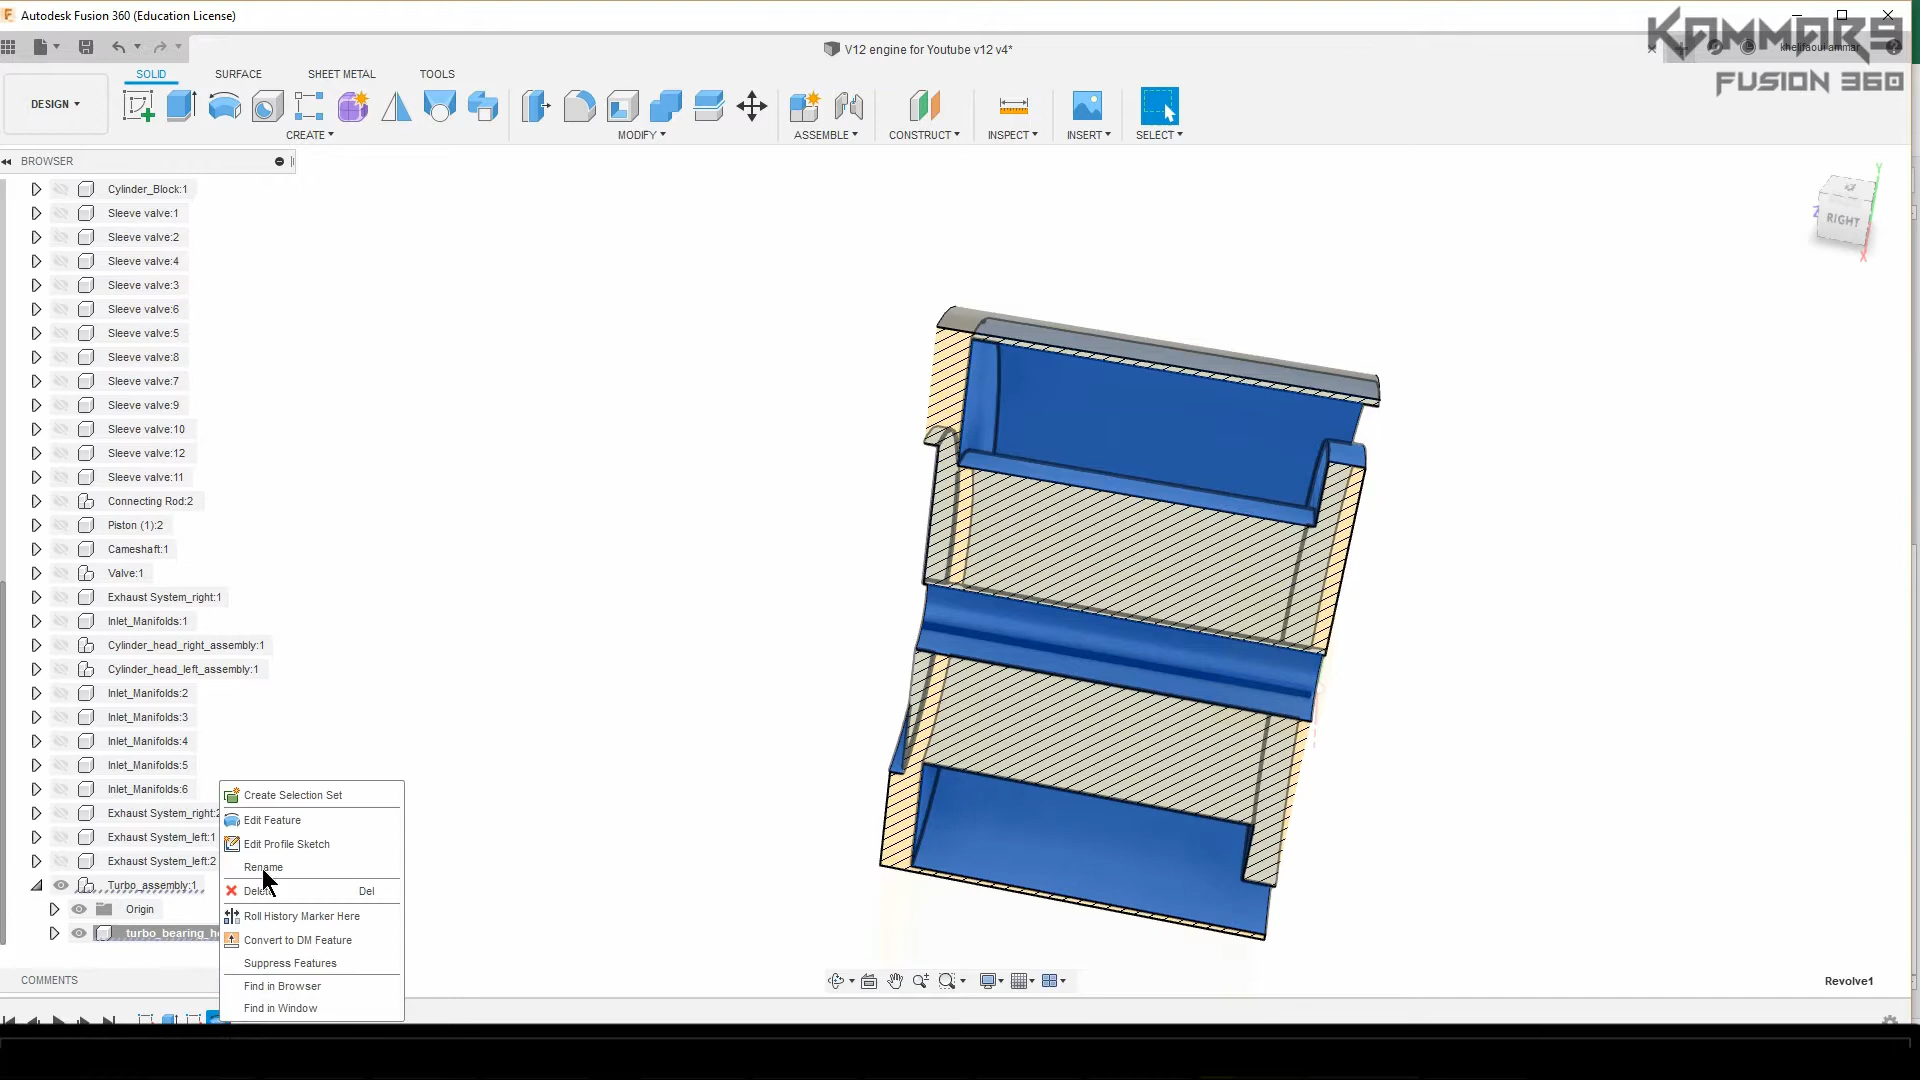 Autodesk Fusion 360 (Education License)
KAMMARS
FUSION 360
V12 engine for Youtube v12 v4*
khelifaoui ammar
SOLID
SURFACE
SHEET METAL
TOOLS
DESIGN
CREATE
MODIFY
ASSEMBLE
CONSTRUCT
INSPECT
INSERT
SELECT
BROWSER
Cylinder_Block:1
Sleeve valve:1
Sleeve valve:2
Sleeve valve:4
Sleeve valve:3
Sleeve valve:6
Sleeve valve:5
Sleeve valve:8
Sleeve valve:7
Sleeve valve:9
Sleeve valve:10
Sleeve valve:12
Sleeve valve:11
Connecting Rod:2
Piston (1):2
Cameshaft:1
Valve:1
Exhaust System_right:1
Inlet_Manifolds:1
Cylinder_head_right_assembly:1
Cylinder_head_left_assembly:1
Inlet_Manifolds:2
Inlet_Manifolds:3
Inlet_Manifolds:4
Inlet_Manifolds:5
Inlet_Manifolds:6
Exhaust System_right:2
Exhaust System_left:1
Exhaust System_left:2
Turbo_assembly:1
Origin
turbo_bearing_ho
Create Selection Set
Edit Feature
Edit Profile Sketch
Rename
Delete Del
Roll History Marker Here
Convert to DM Feature
Suppress Features
Find in Browser
Find in Window
Y
Z
RIGHT
X
COMMENTS
Revolve1